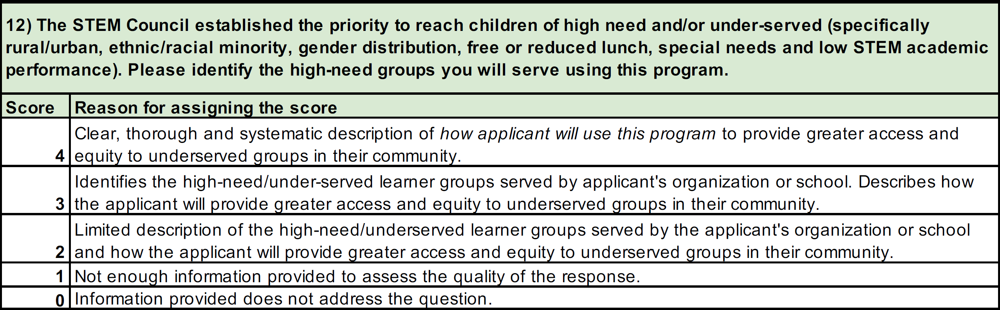 12) The STEM Council established the priority to reach children of high need and/or under-served (specifically
rural/urban, ethnic/racial minority, gender distribution, free or reduced lunch, special needs and low STEM academic
performance). Please identify the high-need groups you will serve using this program.
Score Reason for assigning the score
Clear, thorough and systematic description of how applicant will use this program to provide greater access and
4 equity to underserved groups in their community.
Identifies the high-need/under-served learner groups served by applicant's organization or school. Describes how
3 the applicant will provide greater access and equity to underserved groups in their community.
Limited description of the high-need/underserved learner groups served by the applicant's organization or school
2 and how the applicant will provide greater access and equity to underserved groups in their community.
1 Not enough information provided to assess the quality of the response.
0 Information provided does not address the question.